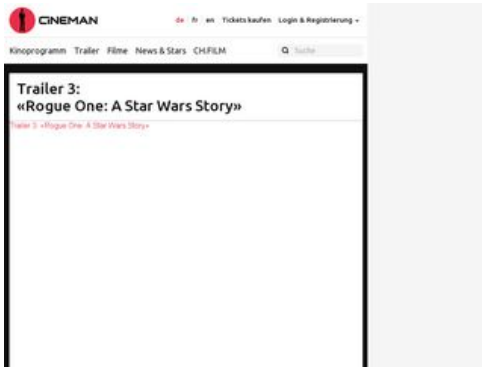 CINEMAN
de fr en Tickets kaufen Login & Registrierung
Kinoprogramm Trailer Filme News & Stars CH.FILM Suche
Trailer 3:
«Rogue One: A Star Wars Story»
Trailer 3: «Rogue One: A Star Wars Story»